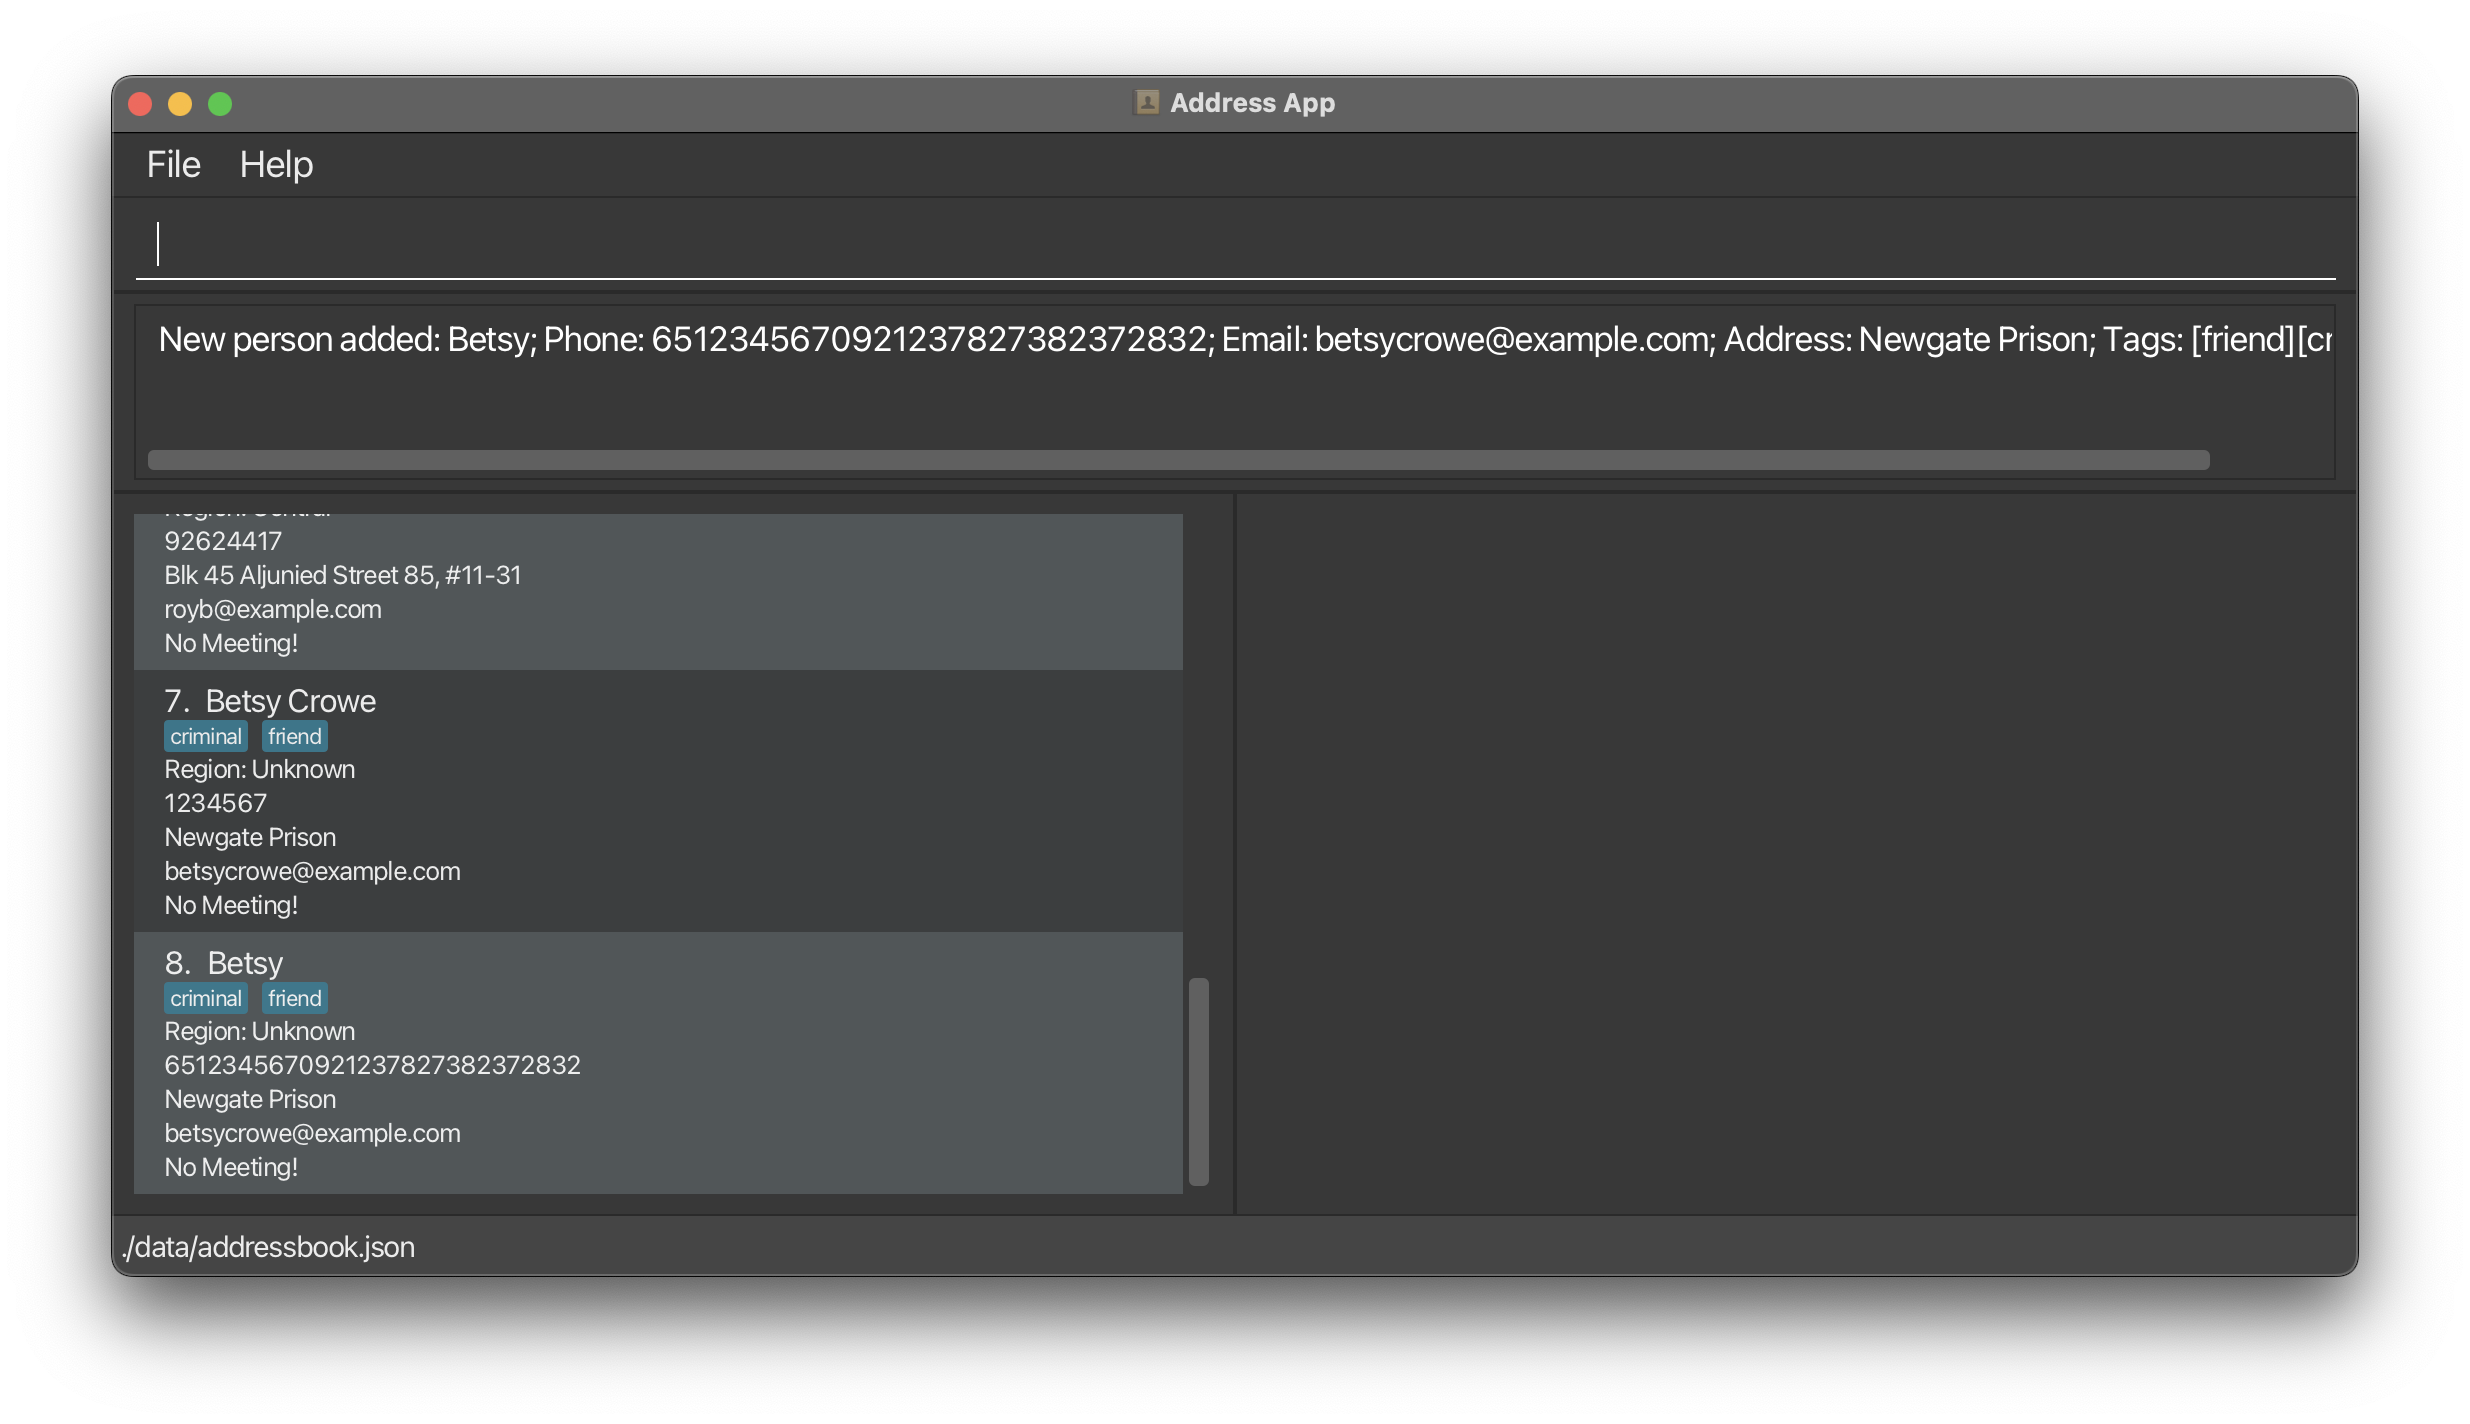 Address App
File Help
New person added: Betsy; Phone: 6512345670921237827382372832; Email: betsycrowe@example.com; Address: Newgate Prison; Tags: [friend][cr
Region: Central
92624417
Blk 45 Aljunied Street 85, #11-31
royb@example.com
No Meeting!
7. Betsy Crowe
criminal friend
Region: Unknown
1234567
Newgate Prison
betsycrowe@example.com
No Meeting!
8. Betsy
criminal friend
Region: Unknown
6512345670921237827382372832
Newgate Prison
betsycrowe@example.com
No Meeting!
./data/addressbook.json